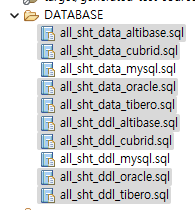 DATABASE
all_sht_data_altibase.sql
all_sht_data_cubrid.sql
all_sht_data_mysql.sql
all_sht_data_oracle.sql
all_sht_data_tibero.sql
all_sht_ddl_altibase.sql
all_sht_ddl_cubrid.sql
all_sht_ddl_mysql.sql
all_sht_ddl_oracle.sql
all_sht_ddl_tibero.sql